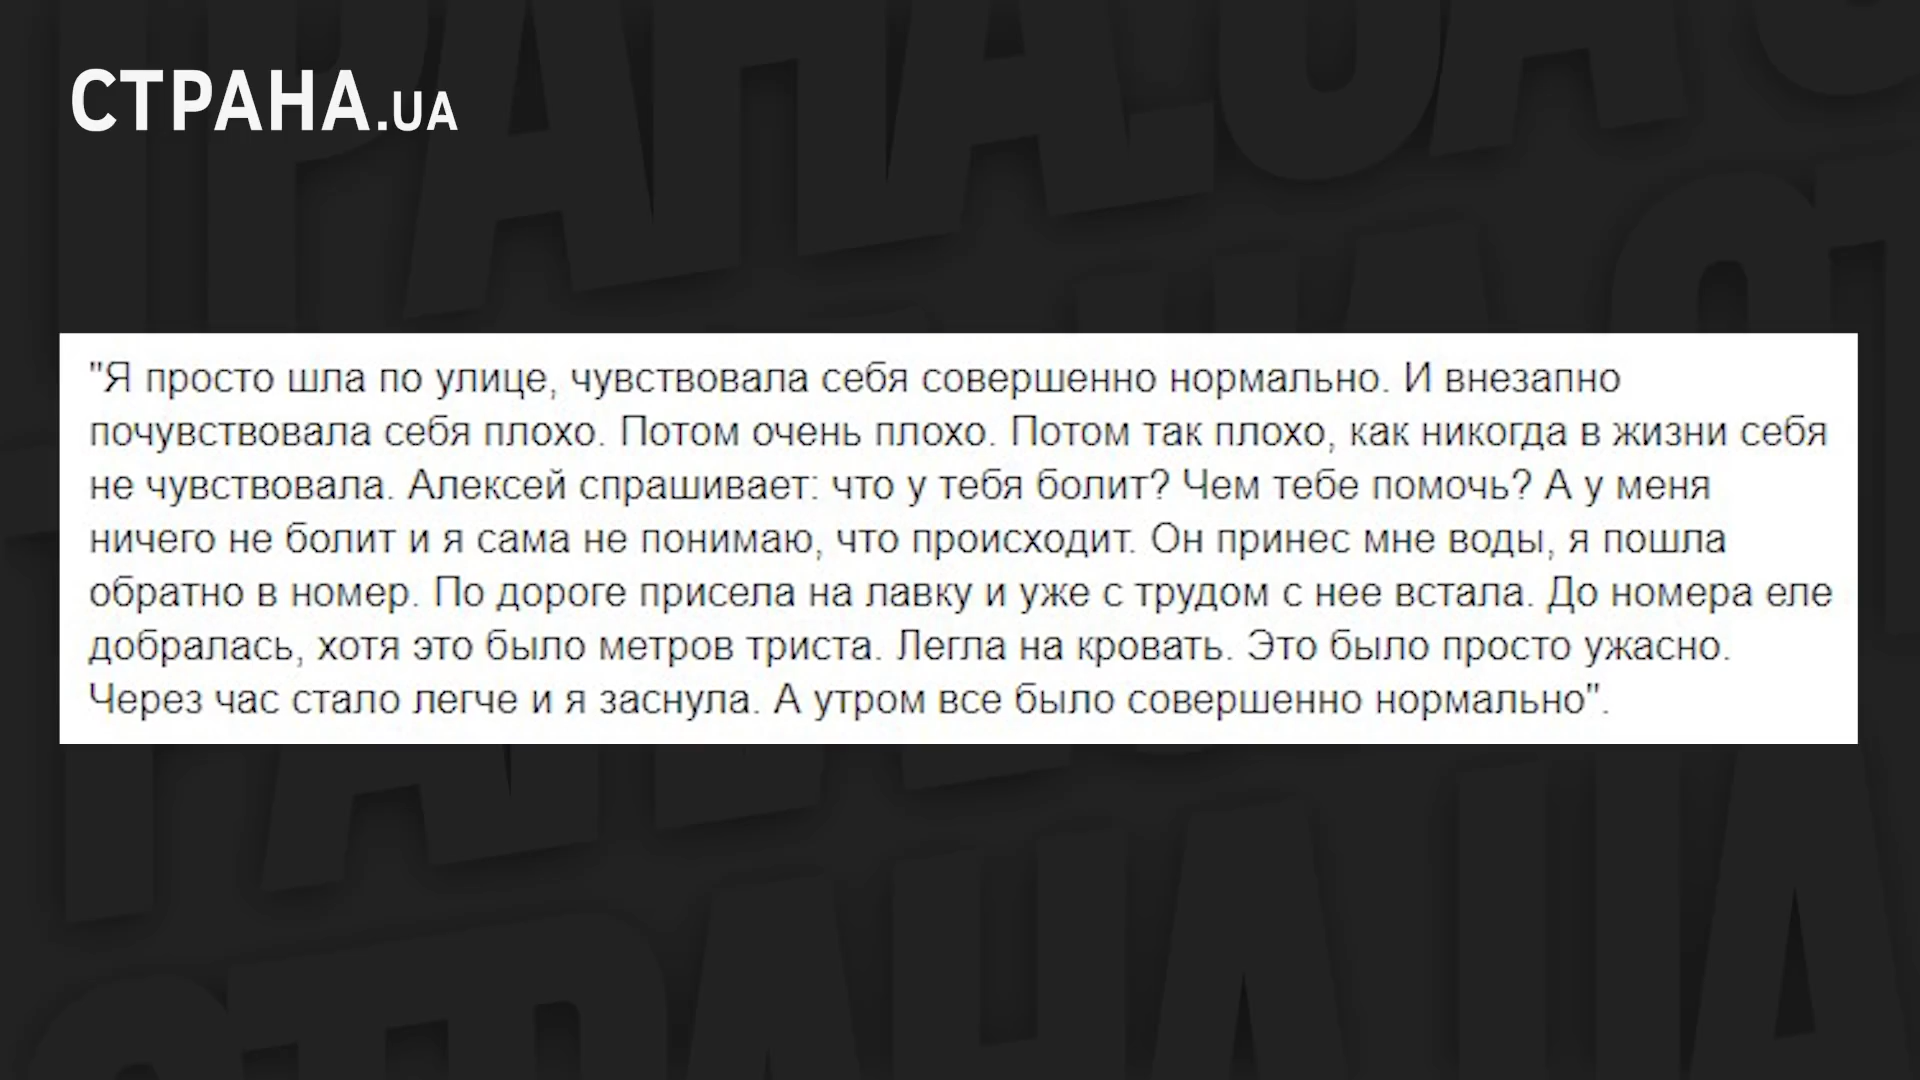 СТРАНА.UA
"Я просто шла по улице, чувствовала себя совершенно нормально. И внезапно
почувствовала себя плохо. Потом очень плохо. Потом так плохо, как никогда в жизни себя
не чувствовала. Алексей спрашивает: что у тебя болит? Чем тебе помочь? А у меня
ничего не болит и я сама не понимаю, что происходит. Он принес мне воды, я пошла
обратно в номер. По дороге присела на лавку и уже с трудом с нее встала. До номера еле
добралась, хотя это было метров триста. Легла на кровать. Это было просто ужасно.
Через час стало легче и я заснула. А утром все было совершенно нормально".